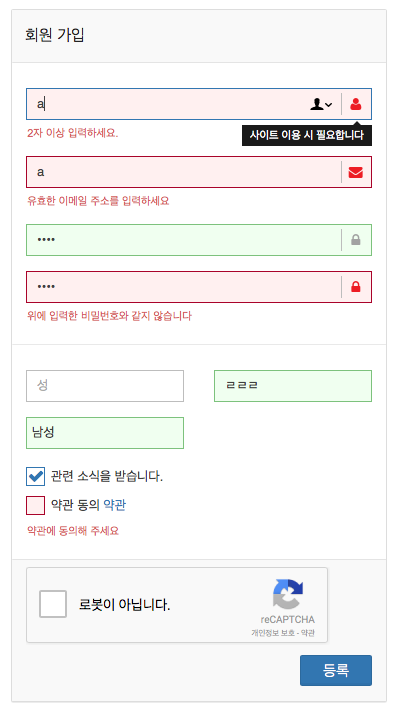 회원 가입
a
2자 이상 입력하세요.
사이트 이용 시 필요합니다
a
유효한 이메일 주소를 입력하세요
••••
••••
위에 입력한 비밀번호와 같지 않습니다
성
ㄹㄹㄹ
남성
관련 소식을 받습니다.
약관 동의 약관
약관에 동의해 주세요
로봇이 아닙니다.
reCAPTCHA
개인정보 보호 - 약관
등록